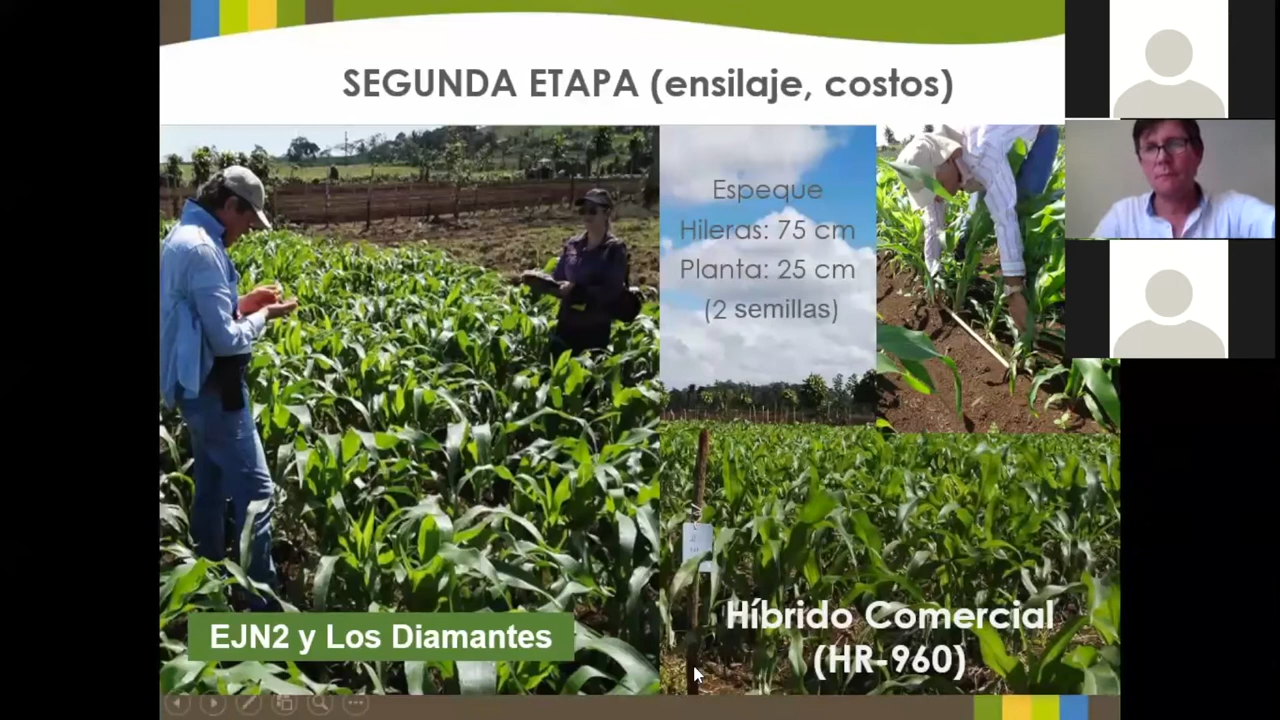 SEGUNDA ETAPA (ensilaje, costos)
Espeque
Hileras: 75 cm
Planta: 25 cm
(2 semillas)
EJN2 y Los Diamantes
Híbrido Comercial
(HR-960)